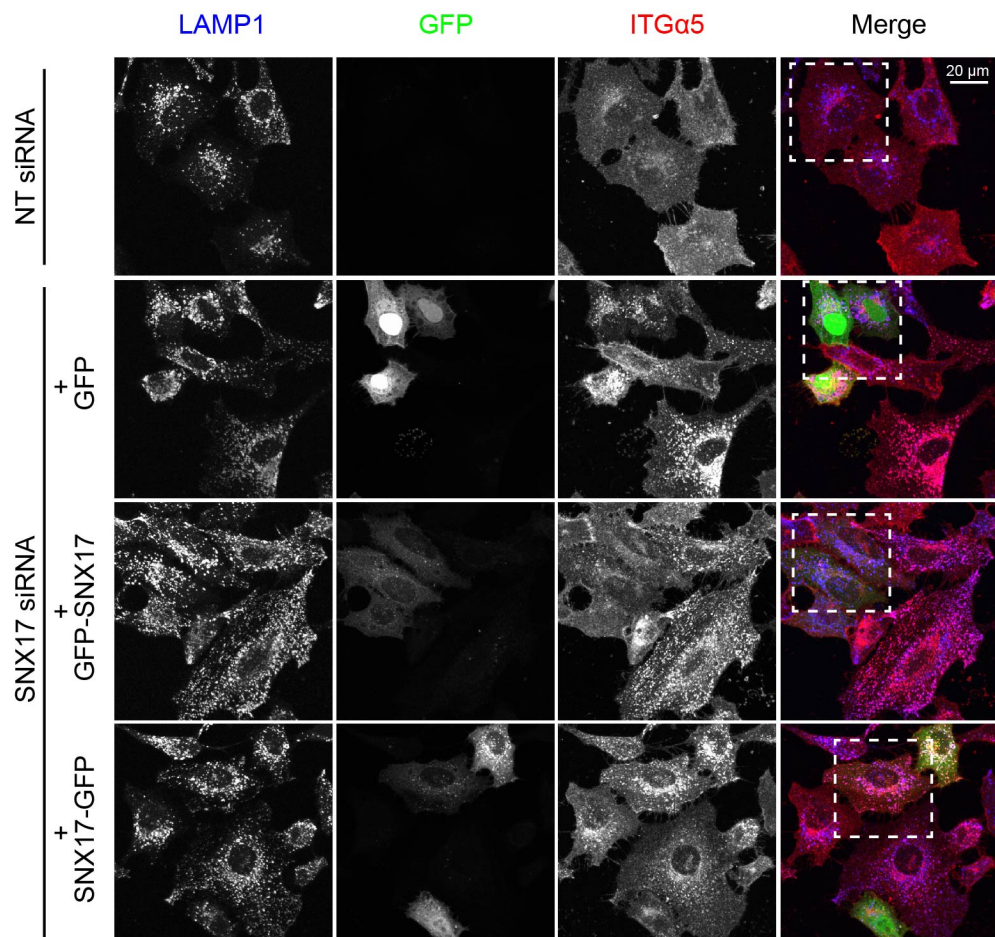 LAMP1 GFP ITGα5 Merge
20 μm
NT siRNA
SNX17 siRNA
+
GFP
+
GFP-SNX17
+
SNX17-GFP